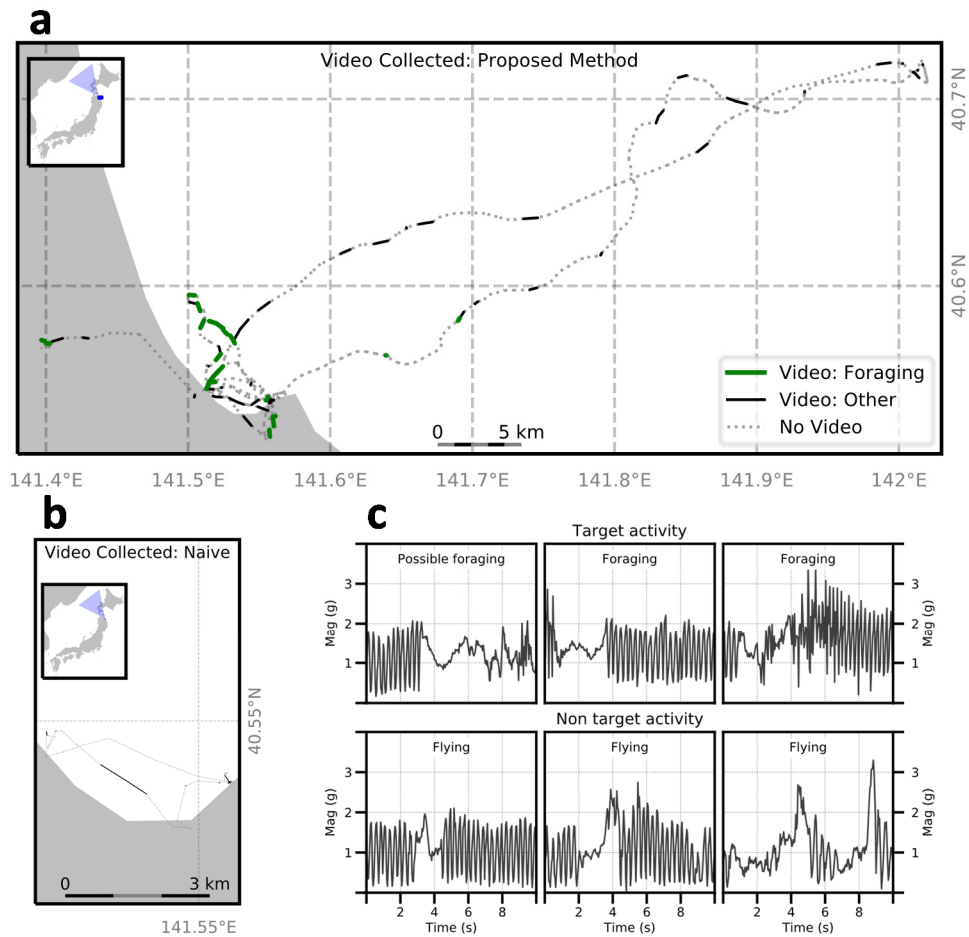 a
Video Collected: Proposed Method
40.7°N
40.6°N
Video: Foraging
Video: Other
No Video
0 5 km
141.4°E 141.5°E 141.6°E 141.7°E 141.8°E 141.9°E 142°E
b
Video Collected: Naive
40.55°N
0 3 km
141.55°E
c
Target activity
Possible foraging Foraging Foraging
3 3
2 2
1 1
Mag (g) Mag (g)
Non target activity
Flying Flying Flying
3 3
2 2
1 1
Mag (g) Mag (g)
2 4 6 8 2 4 6 8 2 4 6 8
Time (s) Time (s) Time (s)